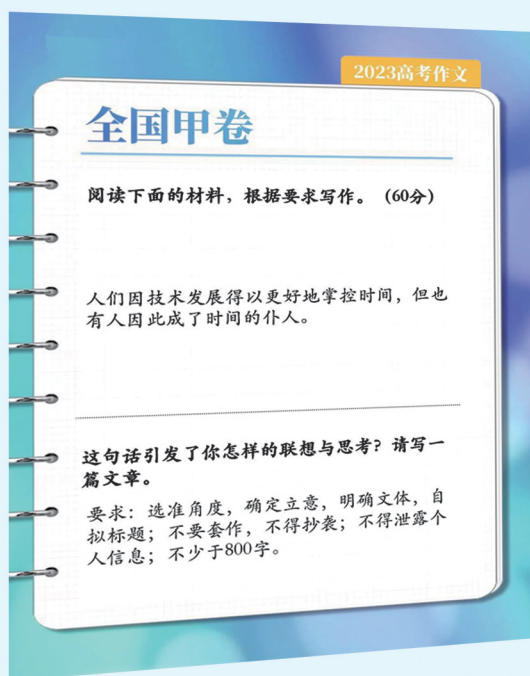 2023高考作文
全国甲卷
阅读下面的材料，根据要求写作。（60分）
人们因技术发展得以更好地掌控时间，但也
有人因此成了时间的仆人。
这句话引发了你怎样的联想与思考？请写一
篇文章。
要求：选准角度，确定立意，明确文体，自
拟标题；不要套作，不得抄袭；不得泄露个
人信息；不少于800字。